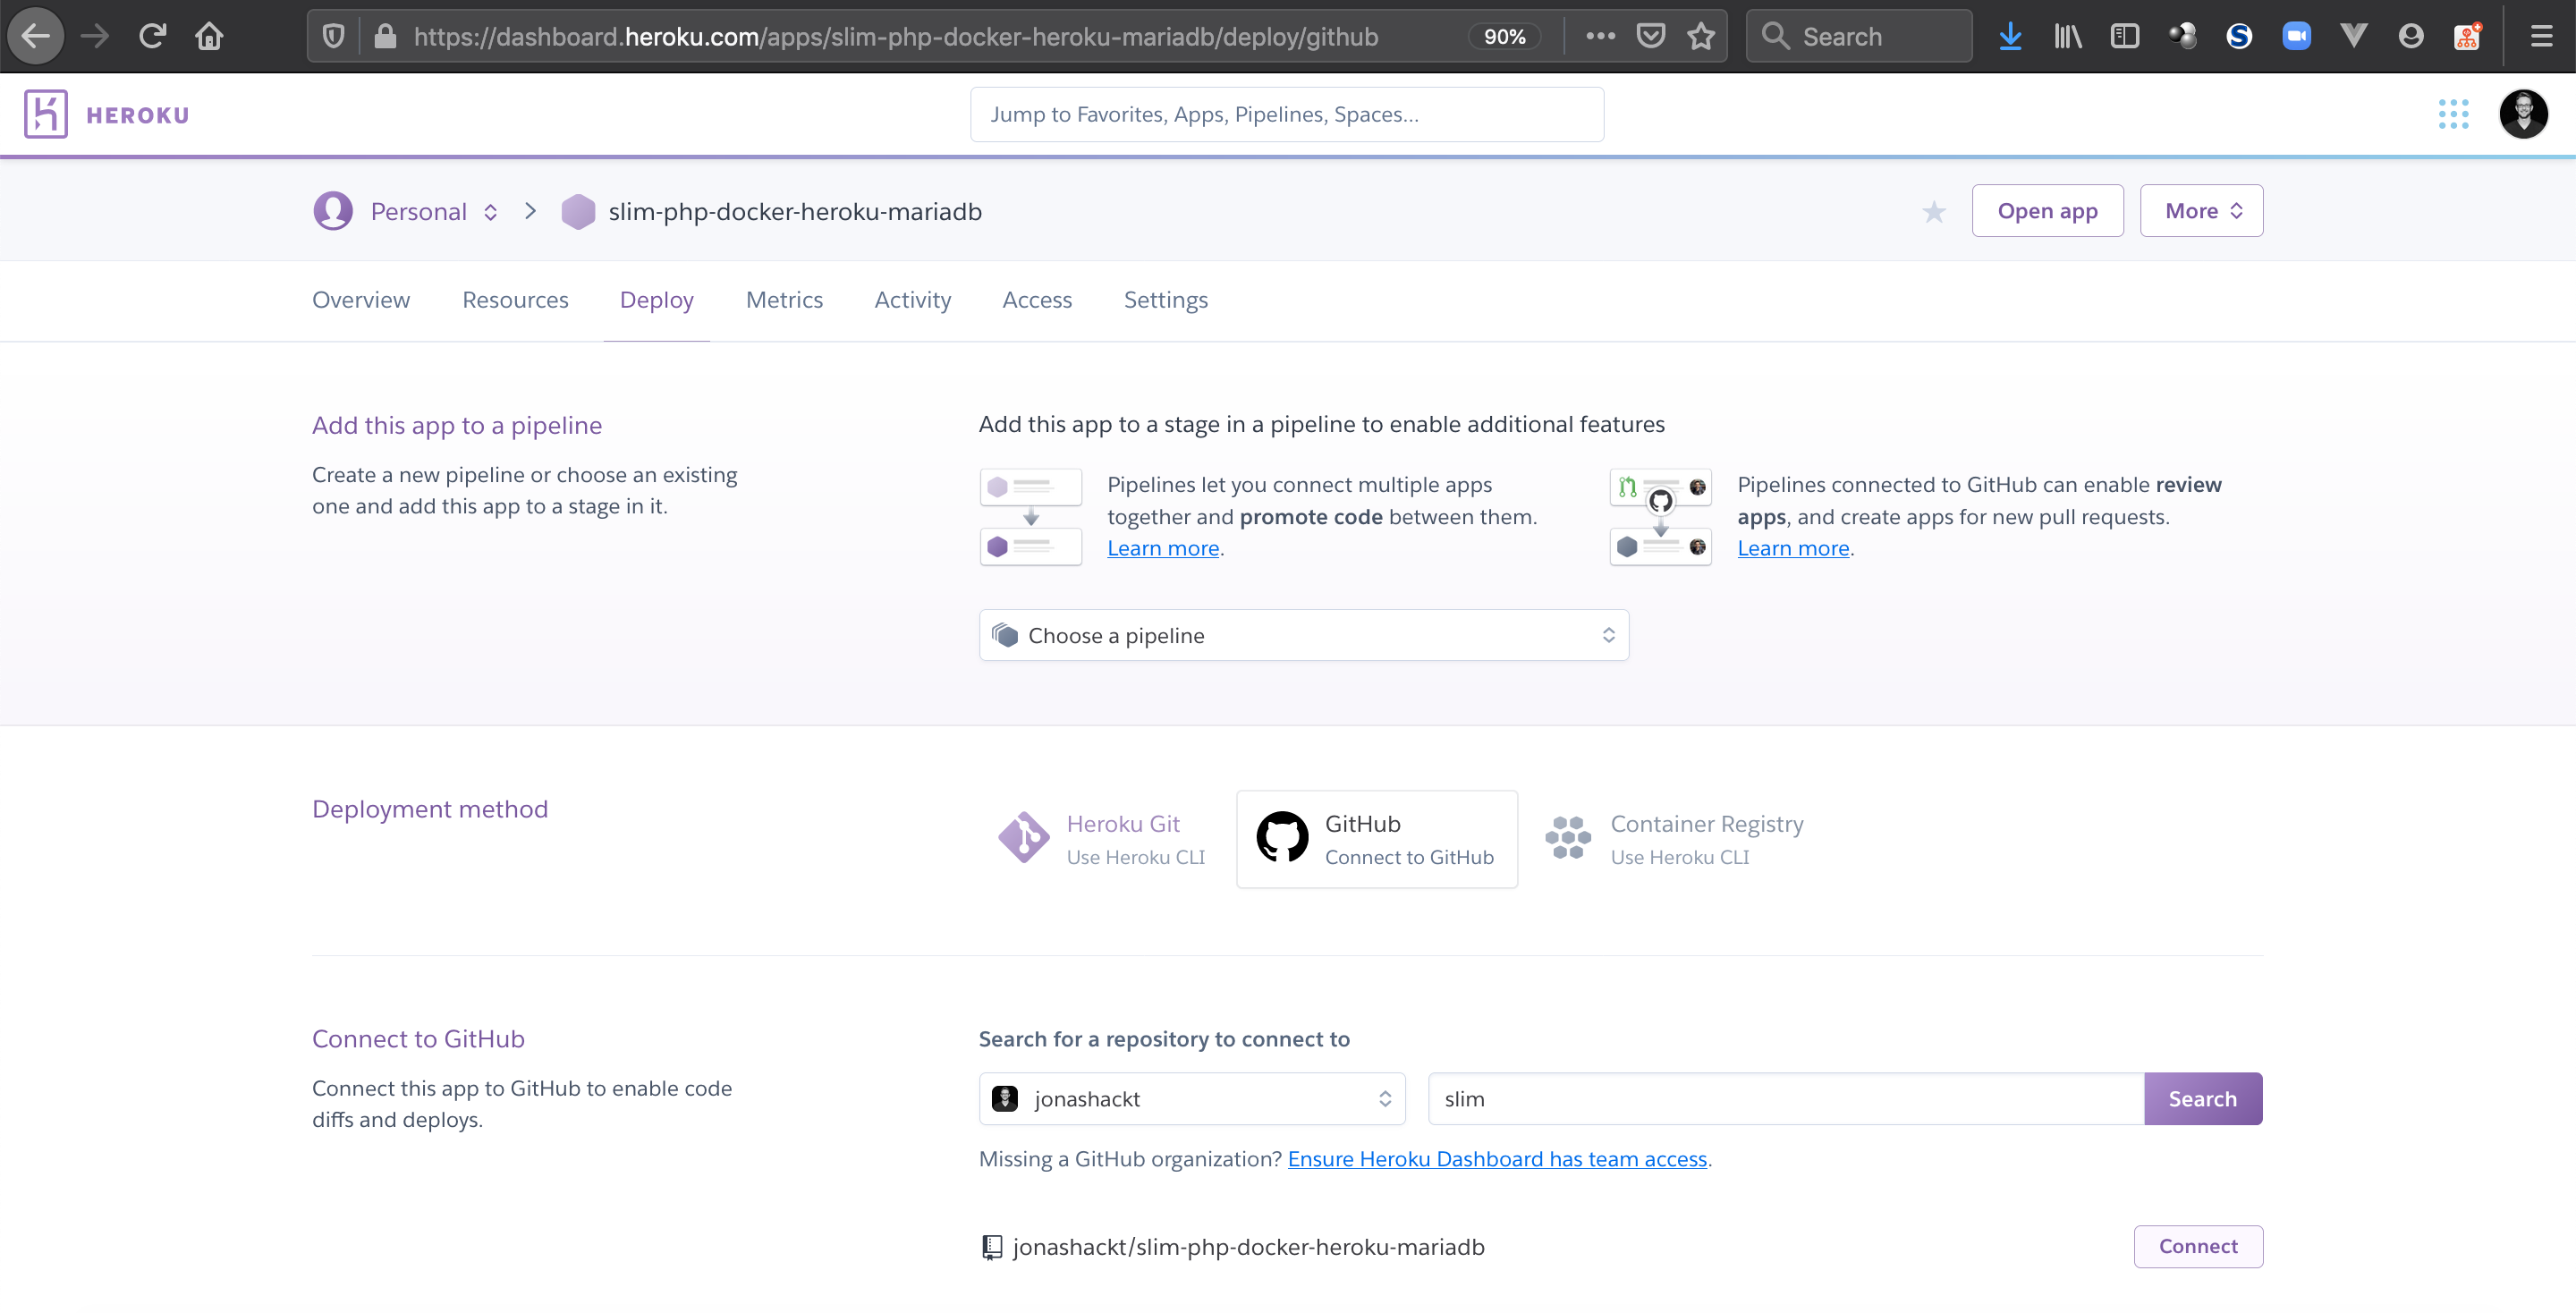 https://dashboard.heroku.com/apps/slim-php-docker-heroku-mariadb/deploy/github
90%
Search
HEROKU
Jump to Favorites, Apps, Pipelines, Spaces...
Personal
slim-php-docker-heroku-mariadb
Open app
More
Overview
Resources
Deploy
Metrics
Activity
Access
Settings
Add this app to a pipeline
Create a new pipeline or choose an existing
one and add this app to a stage in it.
Add this app to a stage in a pipeline to enable additional features
Pipelines let you connect multiple apps
together and promote code between them.
Learn more.
Pipelines connected to GitHub can enable review
apps, and create apps for new pull requests.
Learn more.
Choose a pipeline
Deployment method
Heroku Git
Use Heroku CLI
GitHub
Connect to GitHub
Container Registry
Use Heroku CLI
Connect to GitHub
Connect this app to GitHub to enable code
diffs and deploys.
Search for a repository to connect to
jonashackt
slim
Search
Missing a GitHub organization? Ensure Heroku Dashboard has team access.
jonashackt/slim-php-docker-heroku-mariadb
Connect